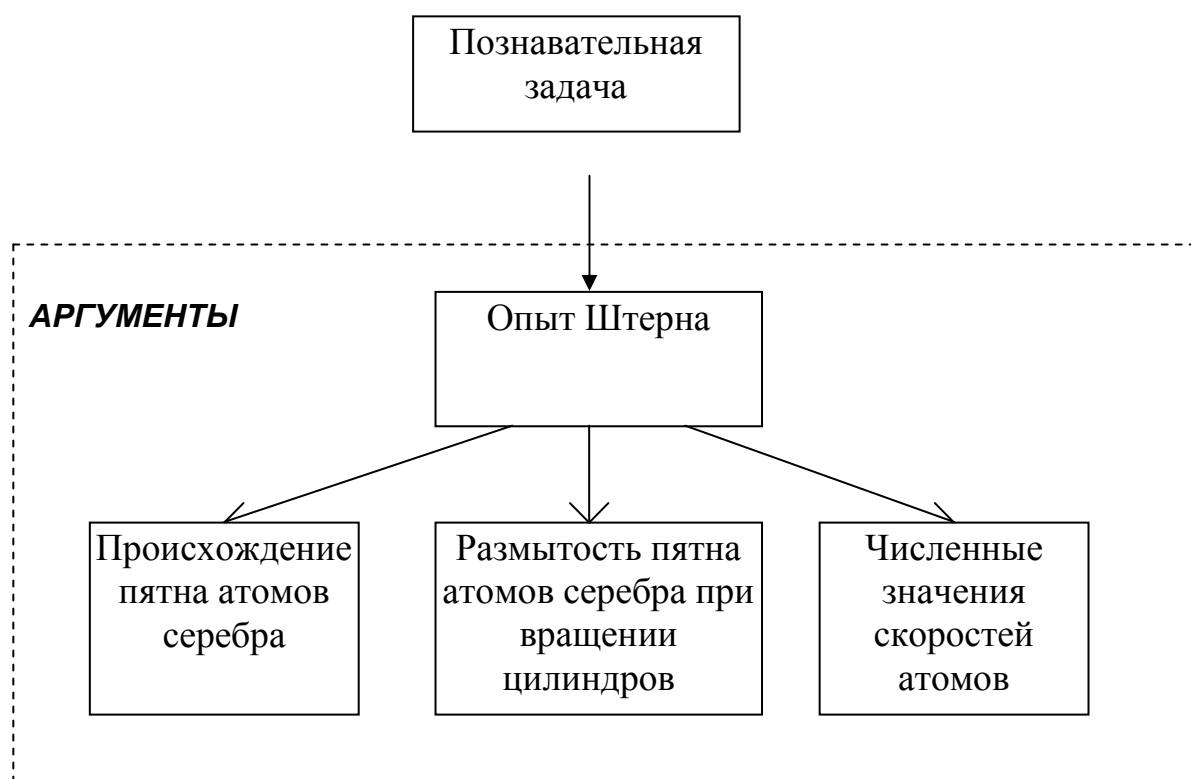 Познавательная
задача
АРГУМЕНТЫ
Опыт Штерна
Происхождение
пятна атомов
серебра
Размытость пятна
атомов серебра при
вращении
цилиндров
Численные
значения
скоростей
атомов